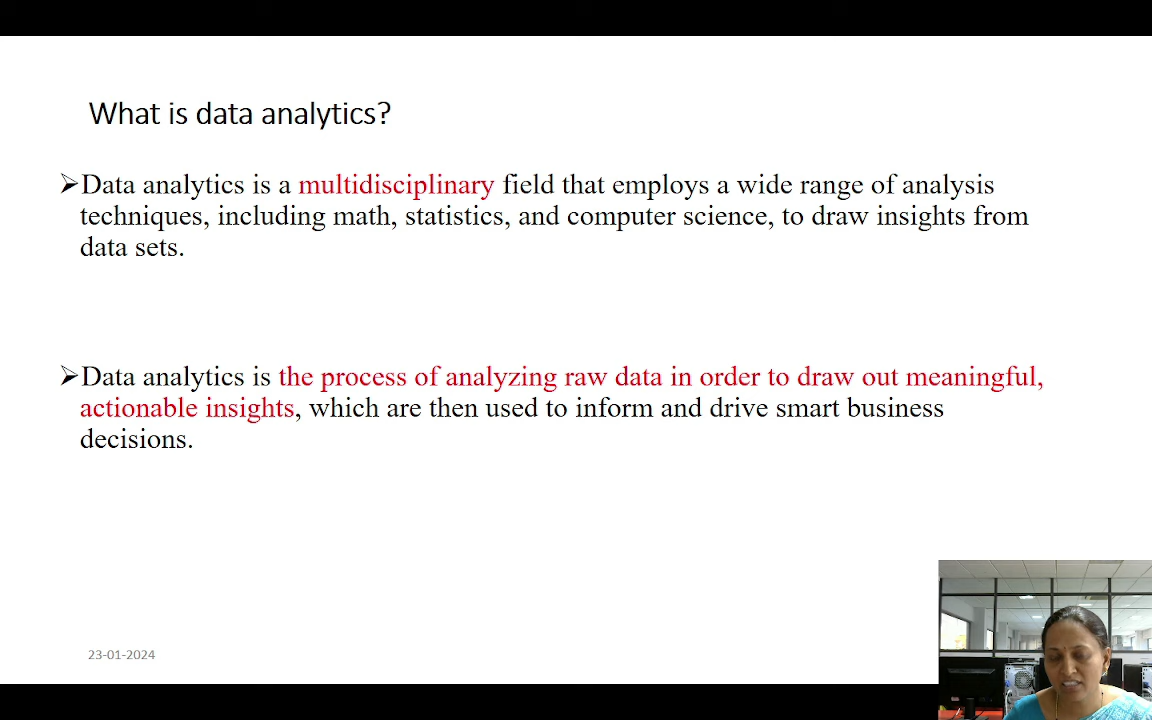 What is data analytics?
➢Data analytics is a multidisciplinary field that employs a wide range of analysis
techniques, including math, statistics, and computer science, to draw insights from
data sets.
➢Data analytics is the process of analyzing raw data in order to draw out meaningful,
actionable insights, which are then used to inform and drive smart business
decisions.
23-01-2024